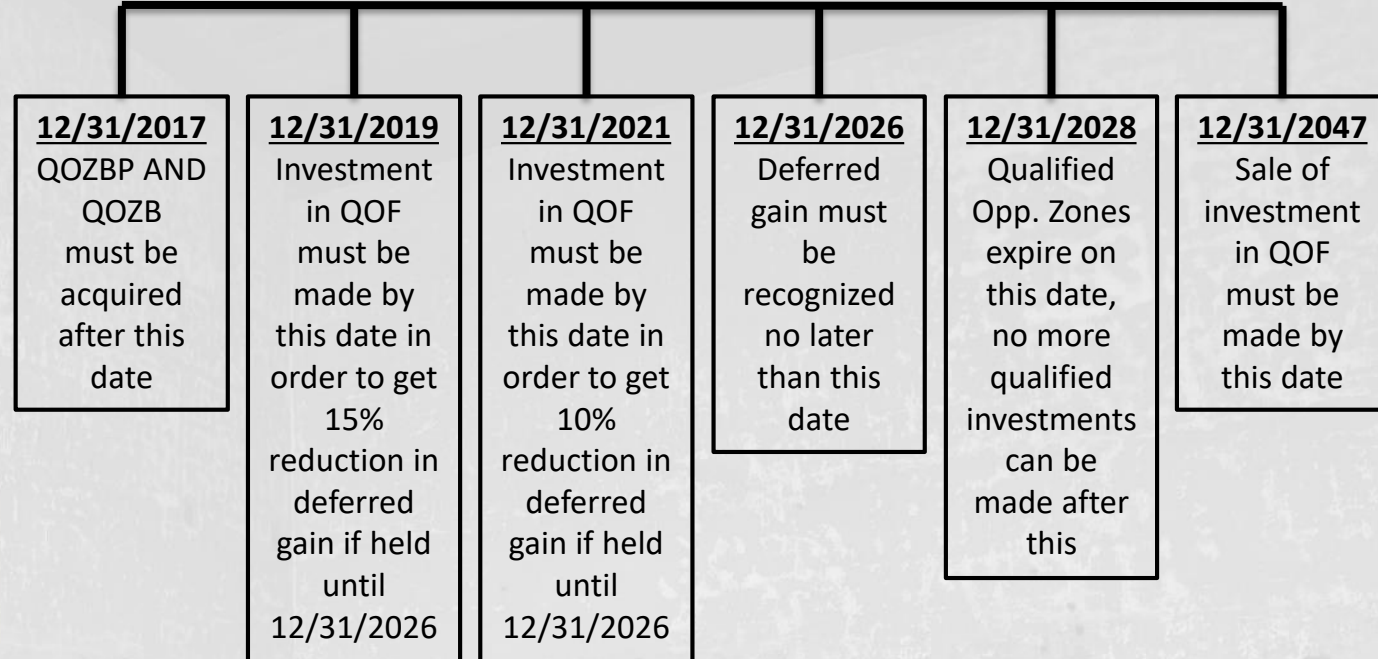 12/31/2017
QOZBP AND
QOZB
must be
acquired
after this
date
12/31/2019
Investment
in QOF
must be
made by
this date in
order to get
15%
reduction in
deferred
gain if held
until
12/31/2026
12/31/2021
Investment
in QOF
must be
made by
this date in
order to get
10%
reduction in
deferred
gain if held
until
12/31/2026
12/31/2026
Deferred
gain must
be
recognized
no later
than this
date
12/31/2028
Qualified
Opp. Zones
expire on
this date,
no more
qualified
investments
can be
made after
this
12/31/2047
Sale of
investment
in QOF
must be
made by
this date